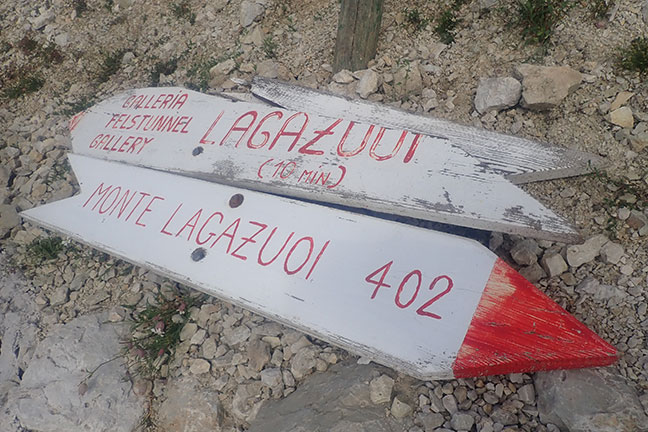 GALLERIA
FELSTUNNEL
GALLERY
LAGAZUOI
(10 MIN)
MONTE LAGAZUOI 402